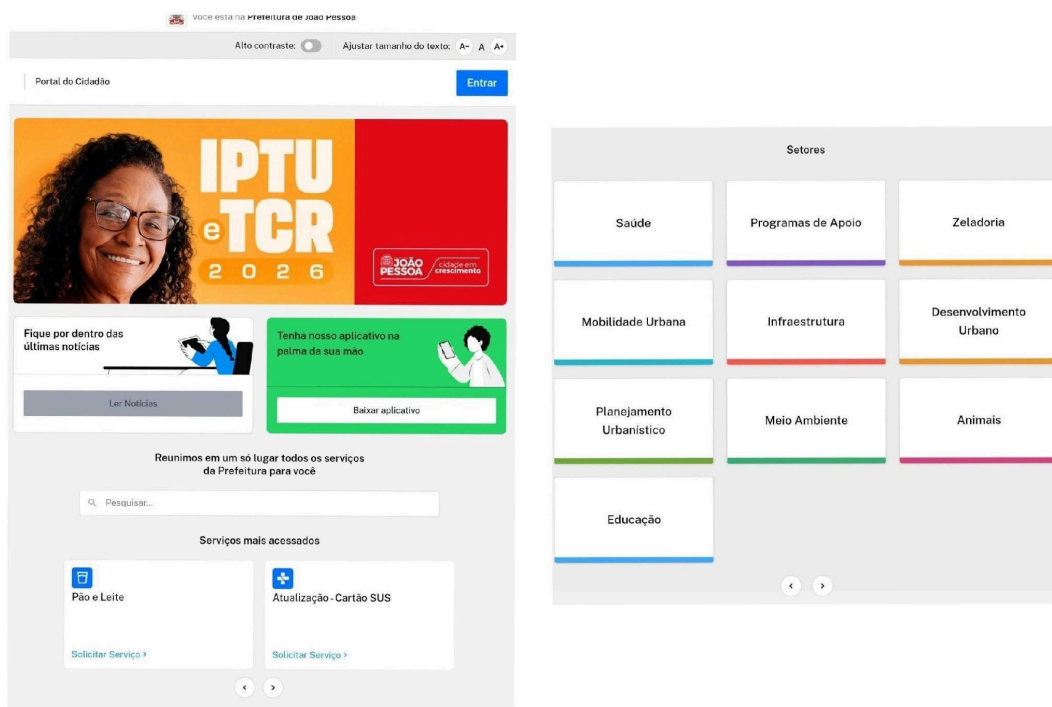 Você está na Prefeitura de João Pessoa
Alto contraste:
Ajustar tamanho do texto: A- A A+
Portal do Cidadão
Entrar
IPTU
e TCR
2026
JOÃO PESSOA
cidade em crescimento
Fique por dentro das
últimas notícias
Ler Notícias
Tenha nosso aplicativo na
palma da sua mão
Baixar aplicativo
Reunimos em um só lugar todos os serviços
da Prefeitura para você
Pesquisar...
Serviços mais acessados
Pão e Leite
Solicitar Serviço >
Atualização - Cartão SUS
Solicitar Serviço >
Setores
Saúde
Programas de Apoio
Zeladoria
Mobilidade Urbana
Infraestrutura
Desenvolvimento
Urbano
Planejamento
Urbanístico
Meio Ambiente
Animais
Educação